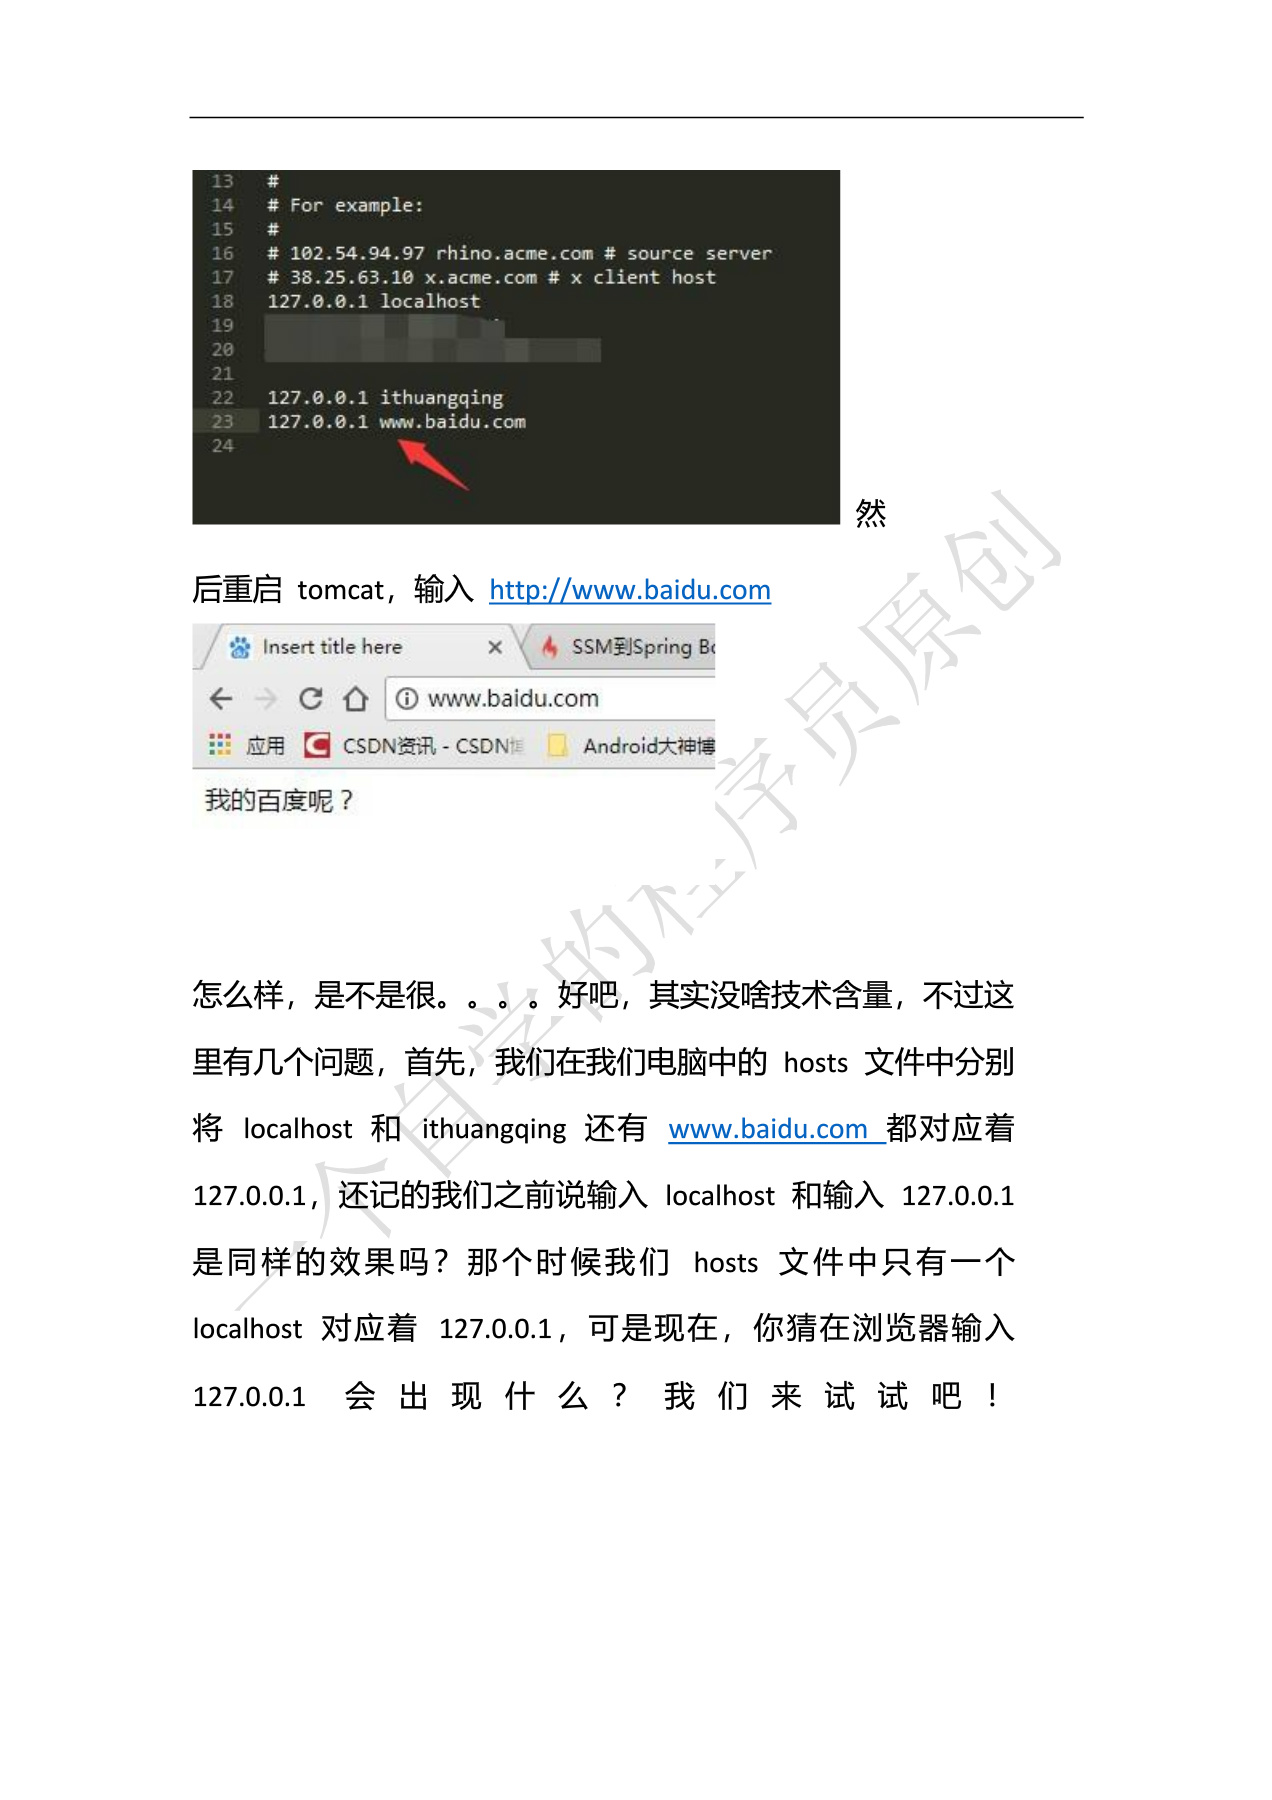 13 #
14 # For example:
15 #
16 # 102.54.94.97 rhino.acme.com # source server
17 # 38.25.63.10 x.acme.com # x client host
18 127.0.0.1 localhost
19
20
21
22 127.0.0.1 ithuangqing
23 127.0.0.1 www.baidu.com
24
然
后重启 tomcat，输入 http://www.baidu.com
Insert title here SSM到Spring Bo
www.baidu.com
应用 CSDN资讯 - CSDN博 Android大神博
我的百度呢？
怎么样，是不是很。。。。好吧，其实没啥技术含量，不过这
里有几个问题，首先，我们在我们电脑中的 hosts 文件中分别
将 localhost 和 ithuangqing 还有 www.baidu.com 都对应着
127.0.0.1，还记的我们之前说输入 localhost 和输入 127.0.0.1
是同样的效果吗？那个时候我们 hosts 文件中只有一个
localhost 对应着 127.0.0.1，可是现在，你猜在浏览器输入
127.0.0.1 会出现什么？我们来试试吧！
一个自学的程序员原创